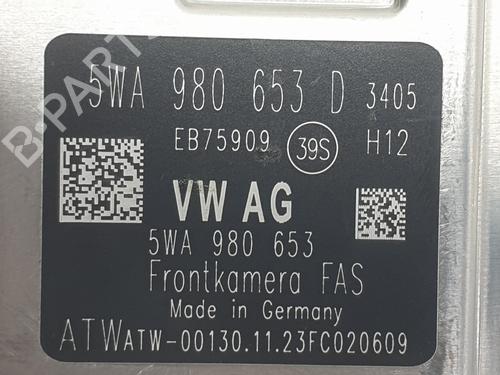 5WA 980 653 D 3405
EB75909 39S H12
VW AG
5WA 980 653
Frontkamera FAS
Made in Germany
ATWATW-00130.11.23FC020609
B-PARTS